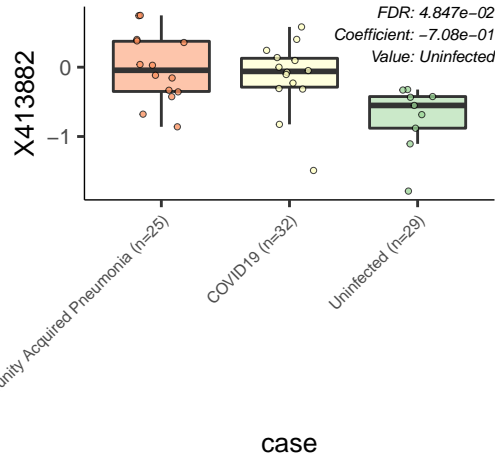 FDR: 4.847e−02
Coefficient: −7.08e−01
Value: Uninfected
X413882
0
−1
Acquired Pneumonia (n=25)
COVID19 (n=32)
Uninfected (n=29)
case